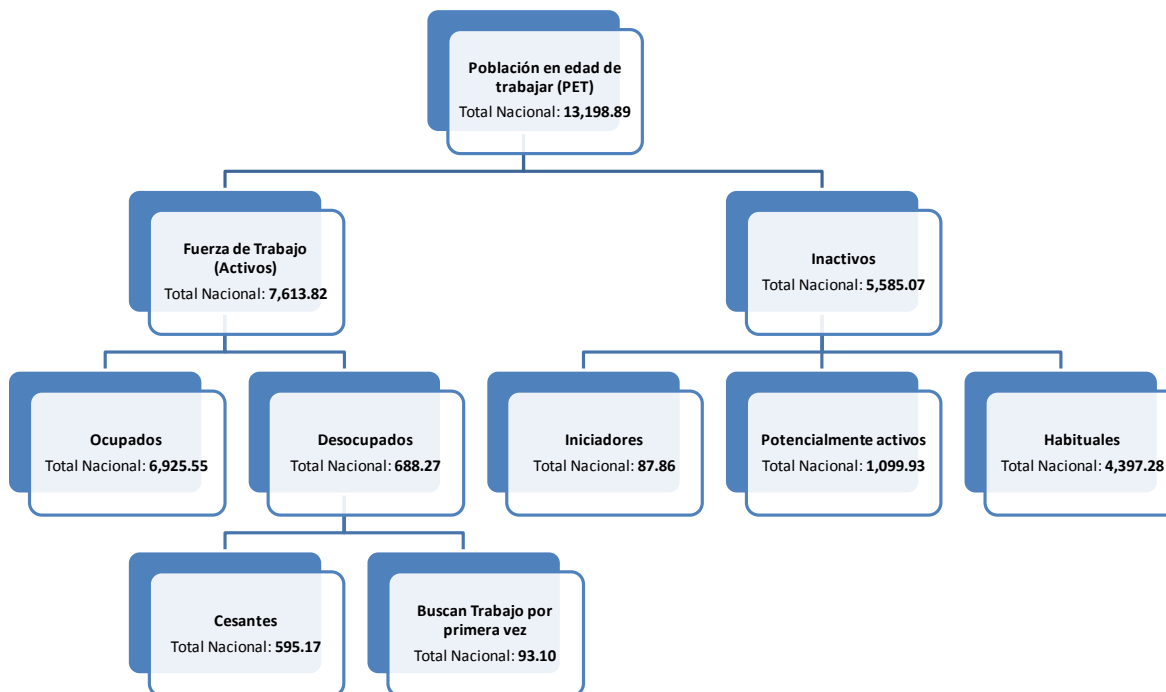 Población en edad de
trabajar (PET)
Total Nacional: 13,198.89
Fuerza de Trabajo
(Activos)
Total Nacional: 7,613.82
Inactivos
Total Nacional: 5,585.07
Ocupados
Total Nacional: 6,925.55
Desocupados
Total Nacional: 688.27
Iniciadores
Total Nacional: 87.86
Potencialmente activos
Total Nacional: 1,099.93
Habituales
Total Nacional: 4,397.28
Cesantes
Total Nacional: 595.17
Buscan Trabajo por
primera vez
Total Nacional: 93.10